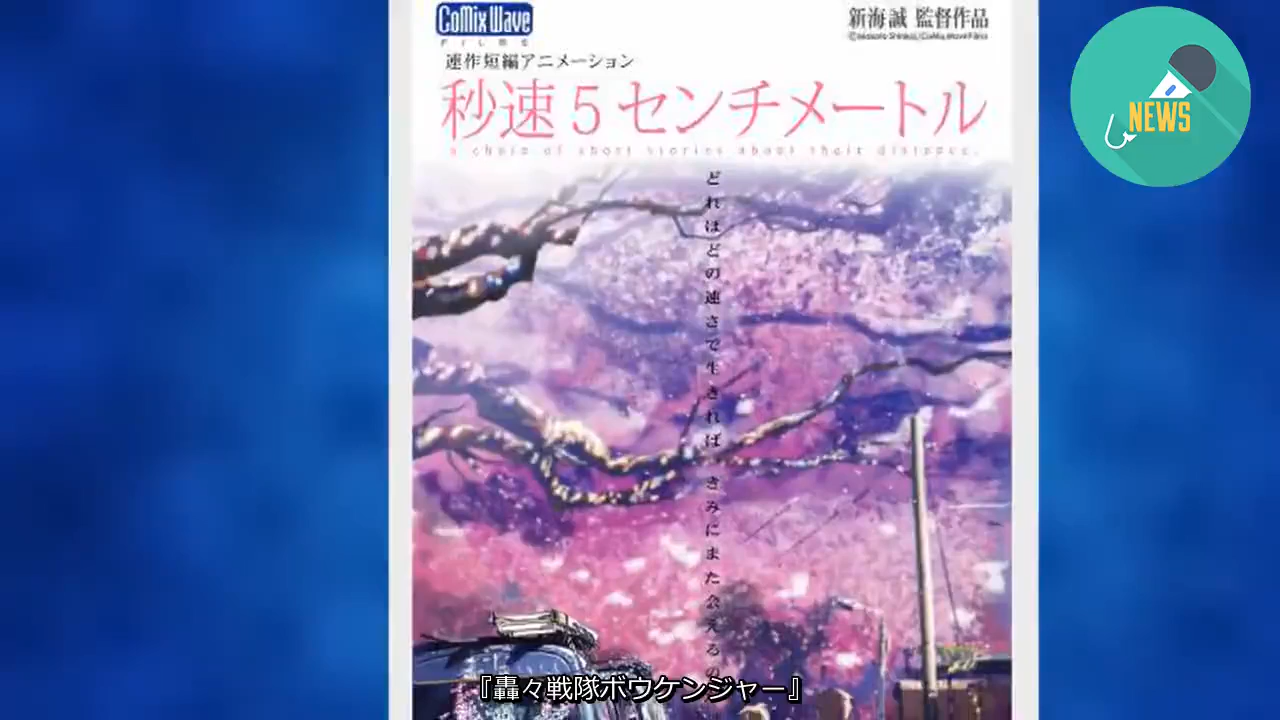 CoMix Wave
FILMS
新海誠 監督作品
連作短編アニメーション
秒速5センチメートル
a chain of short stories about their distance.
どれほどの速さで生きれば、きみにまた会えるの
NEWS
『轟々戦隊ボウケンジャー』